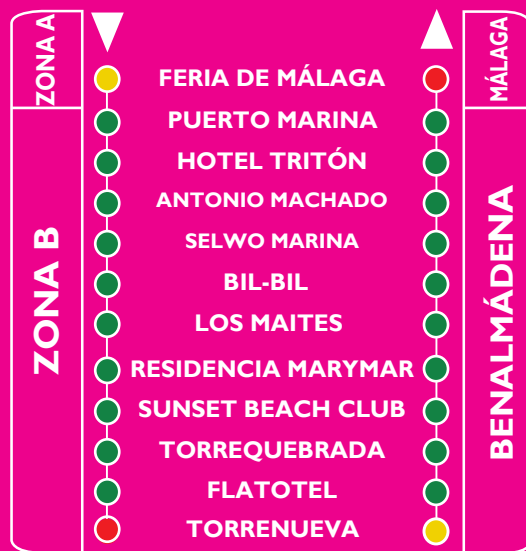 ZONA A
MÁLAGA
FERIA DE MÁLAGA
PUERTO MARINA
HOTEL TRITÓN
ANTONIO MACHADO
SELWO MARINA
BIL-BIL
LOS MAITES
RESIDENCIA MARYMAR
SUNSET BEACH CLUB
TORREQUEBRADA
FLATOTEL
TORRENUEVA
ZONA B
BENALMÁDENA